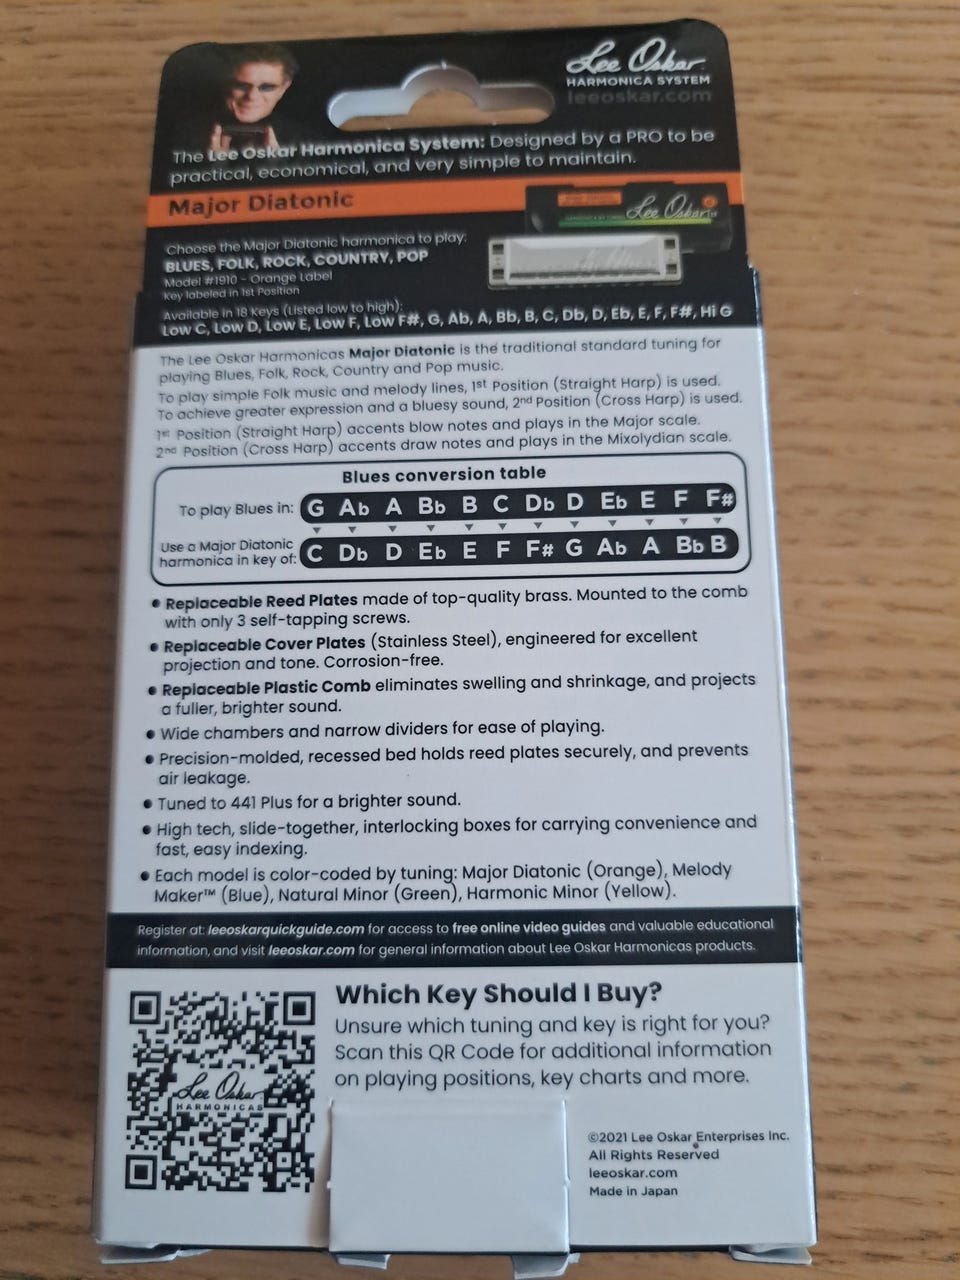 Lee Oskar
HARMONICA SYSTEM
leeoskar.com
The Lee Oskar Harmonica System: Designed by a PRO to be
practical, economical, and very simple to maintain.
Major Diatonic
Lee Oskar
Choose the Major Diatonic harmonica to play:
BLUES, FOLK, ROCK, COUNTRY, POP
Model #1910 - Orange Label
Key labeled in 1st Position
Available in 18 Keys (Listed low to high):
Low C, Low D, Low E, Low F, Low F#, G, Ab, A, Bb, B, C, Db, D, Eb, E, F, F#, Hi G
The Lee Oskar Harmonicas Major Diatonic is the traditional standard tuning for
playing Blues, Folk, Rock, Country and Pop music.
To play simple Folk music and melody lines, 1st Position (Straight Harp) is used.
To achieve greater expression and a bluesy sound, 2nd Position (Cross Harp) is used.
1st Position (Straight Harp) accents blow notes and plays in the Major scale.
2nd Position (Cross Harp) accents draw notes and plays in the Mixolydian scale.
Blues conversion table
To play Blues in: G Ab A Bb B C Db D Eb E F F#
Use a Major Diatonic
harmonica in key of: C Db D Eb E F F# G Ab A Bb B
• Replaceable Reed Plates made of top-quality brass. Mounted to the comb
with only 3 self-tapping screws.
• Replaceable Cover Plates (Stainless Steel), engineered for excellent
projection and tone. Corrosion-free.
• Replaceable Plastic Comb eliminates swelling and shrinkage, and projects
a fuller, brighter sound.
• Wide chambers and narrow dividers for ease of playing.
• Precision-molded, recessed bed holds reed plates securely, and prevents
air leakage.
• Tuned to 441 Plus for a brighter sound.
• High tech, slide-together, interlocking boxes for carrying convenience and
fast, easy indexing.
• Each model is color-coded by tuning: Major Diatonic (Orange), Melody
Maker™ (Blue), Natural Minor (Green), Harmonic Minor (Yellow).
Register at: leeoskarquickguide.com for access to free online video guides and valuable educational
information, and visit leeoskar.com for general information about Lee Oskar Harmonicas products.
Lee Oskar
HARMONICAS
Which Key Should I Buy?
Unsure which tuning and key is right for you?
Scan this QR Code for additional information
on playing positions, key charts and more.
©2021 Lee Oskar Enterprises Inc.
All Rights Reserved
leeoskar.com
Made in Japan